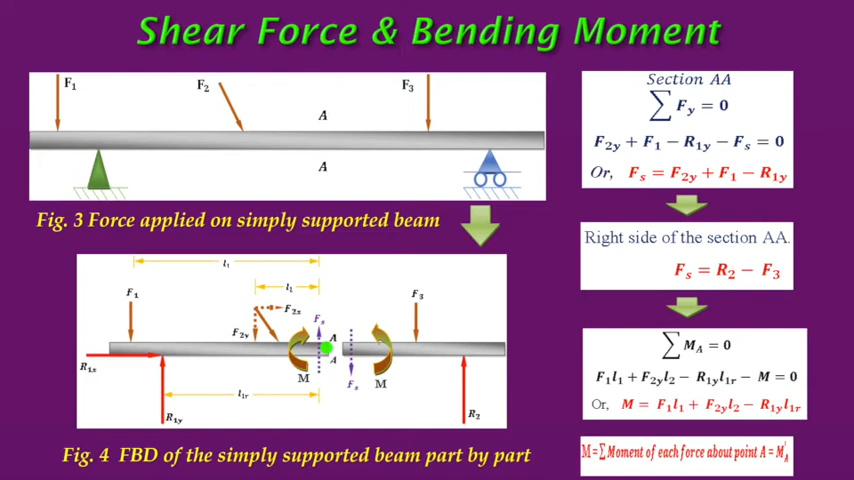 Shear Force & Bending Moment
F₁
F₂
F₃
A
A
Fig. 3 Force applied on simply supported beam
l₁
l₁
F₁
F₂ₓ
F₃
Fₛ
F₂y
A
A
R₁ₓ
M
Fₛ
M
l₁r
R₁y
R₂
Fig. 4 FBD of the simply supported beam part by part
Section AA
∑ Fy = 0
F₂y + F₁ − R₁y − Fₛ = 0
Or, Fₛ = F₂y + F₁ − R₁y
Right side of the section AA.
Fₛ = R₂ − F₃
∑ M_A = 0
F₁l₁ + F₂yl₂ − R₁yl₁r − M = 0
Or, M = F₁l₁ + F₂yl₂ − R₁yl₁r
M = ∑ Moment of each force about point A = M'_A